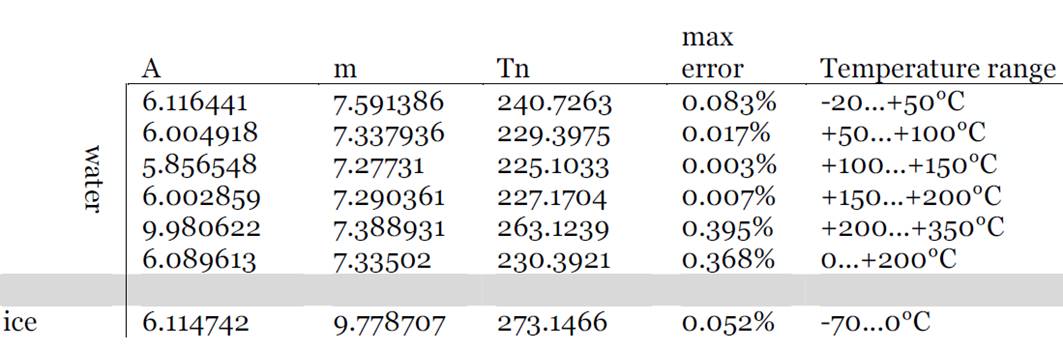 max
A m Tn error Temperature range
6.116441 7.591386 240.7263 0.083% -20...+50°C
6.004918 7.337936 229.3975 0.017% +50...+100°C
5.856548 7.27731 225.1033 0.003% +100...+150°C
water
6.002859 7.290361 227.1704 0.007% +150...+200°C
9.980622 7.388931 263.1239 0.395% +200...+350°C
6.089613 7.33502 230.3921 0.368% 0...+200°C
ice 6.114742 9.778707 273.1466 0.052% -70...0°C